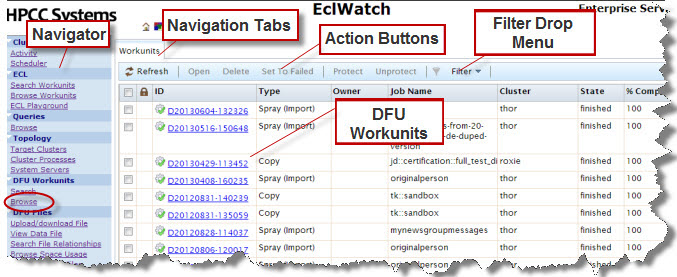 HPCC Systems
EclWatch
Enterprise Serv
Navigator
Navigation Tabs
Action Buttons
Filter Drop
Menu
Activity
Scheduler
ECL
Search Workunits
Browse Workunits
ECL Playground
Queries
Browse
Topology
Target Clusters
Cluster Processes
System Servers
DFU Workunits
Search
Browse
DFU Files
Upload/download File
View Data File
Search File Relationships
Browse Space Usage
Workunits
Refresh Open Delete Set To Failed Protect Unprotect Filter
ID Type Owner Job Name Cluster State % Comp
D20130604-132326 Spray (Import) thor finished 100
D20130516-150648 Spray (Import) s-from-20- thor finished 100
-de-duped-
version
DFU
Workunits
D20130429-113452 Copy jd::certification::full_test_di roxie finished 100
D20130408-160235 Spray (Import) originalperson thor finished 100
D20120831-140239 Copy tk::sandbox thor finished 100
D20120831-135059 Copy tk::sandbox thor finished 100
D20120828-114037 Spray (Import) mynewsgroupmessages thor finished 100
D20120806-120017 Spray (Import) originalperson thor finished 100